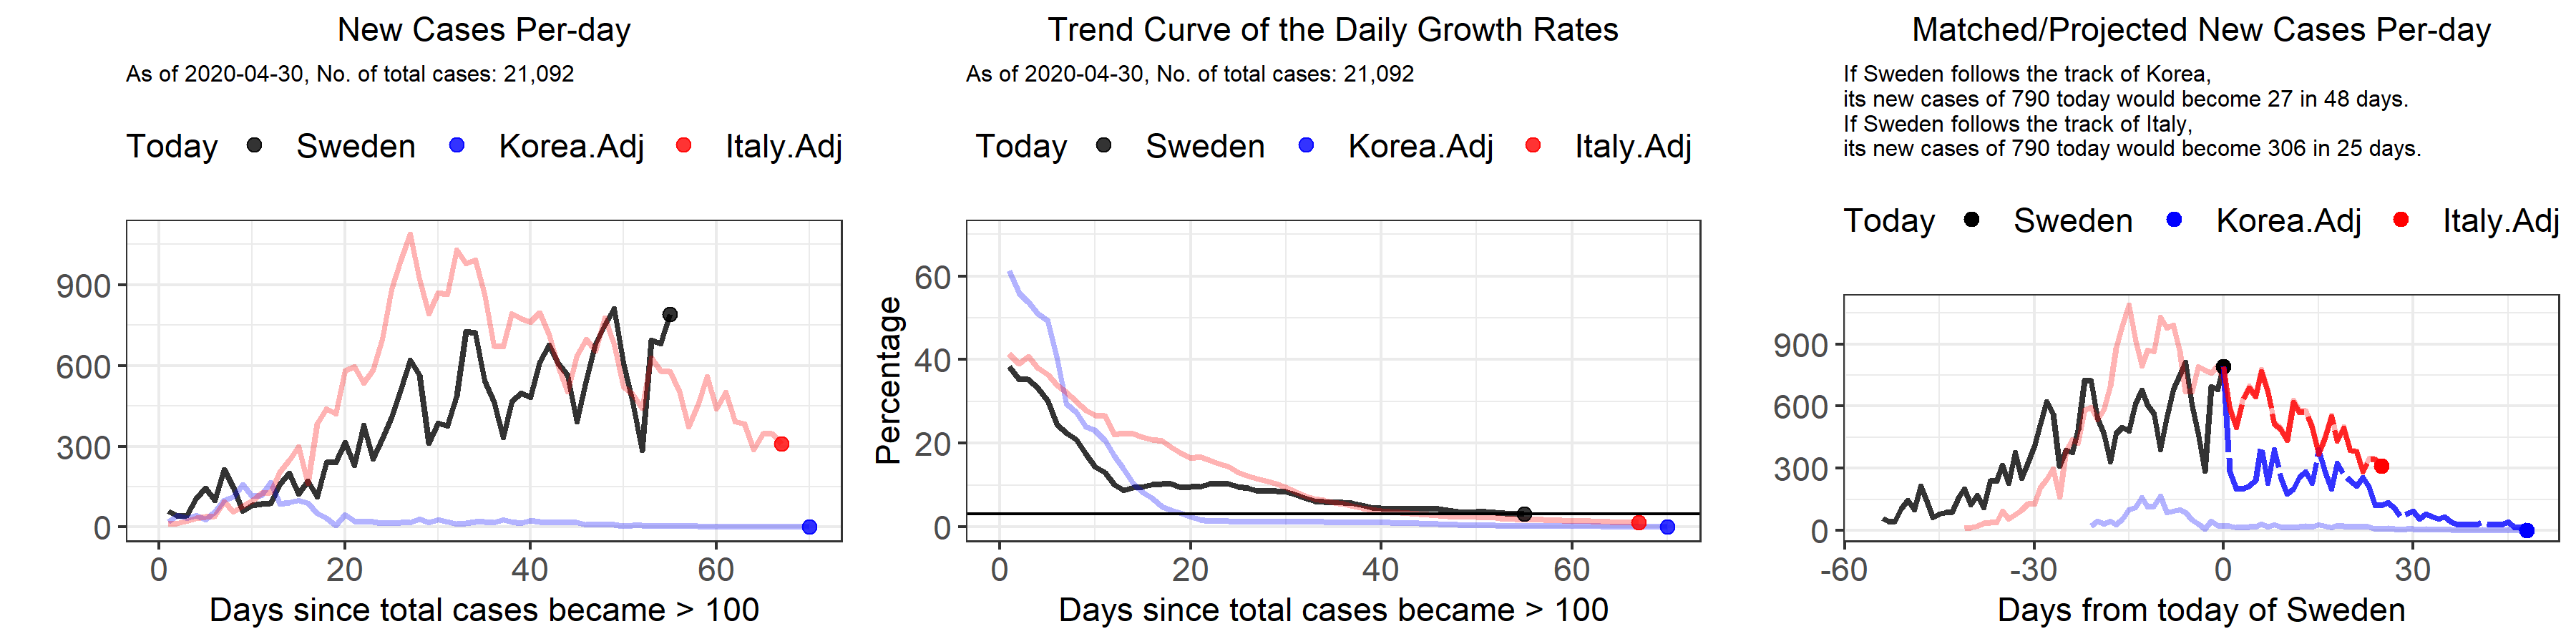 New Cases Per-day
As of 2020-04-30, No. of total cases: 21,092
Today Sweden Korea.Adj Italy.Adj
900
600
300
0
0 20 40 60
Days since total cases became > 100
Trend Curve of the Daily Growth Rates
As of 2020-04-30, No. of total cases: 21,092
Today Sweden Korea.Adj Italy.Adj
Percentage
60
40
20
0
0 20 40 60
Days since total cases became > 100
Matched/Projected New Cases Per-day
If Sweden follows the track of Korea,
its new cases of 790 today would become 27 in 48 days.
If Sweden follows the track of Italy,
its new cases of 790 today would become 306 in 25 days.
Today Sweden Korea.Adj Italy.Adj
900
600
300
0
-60 -30 0 30
Days from today of Sweden